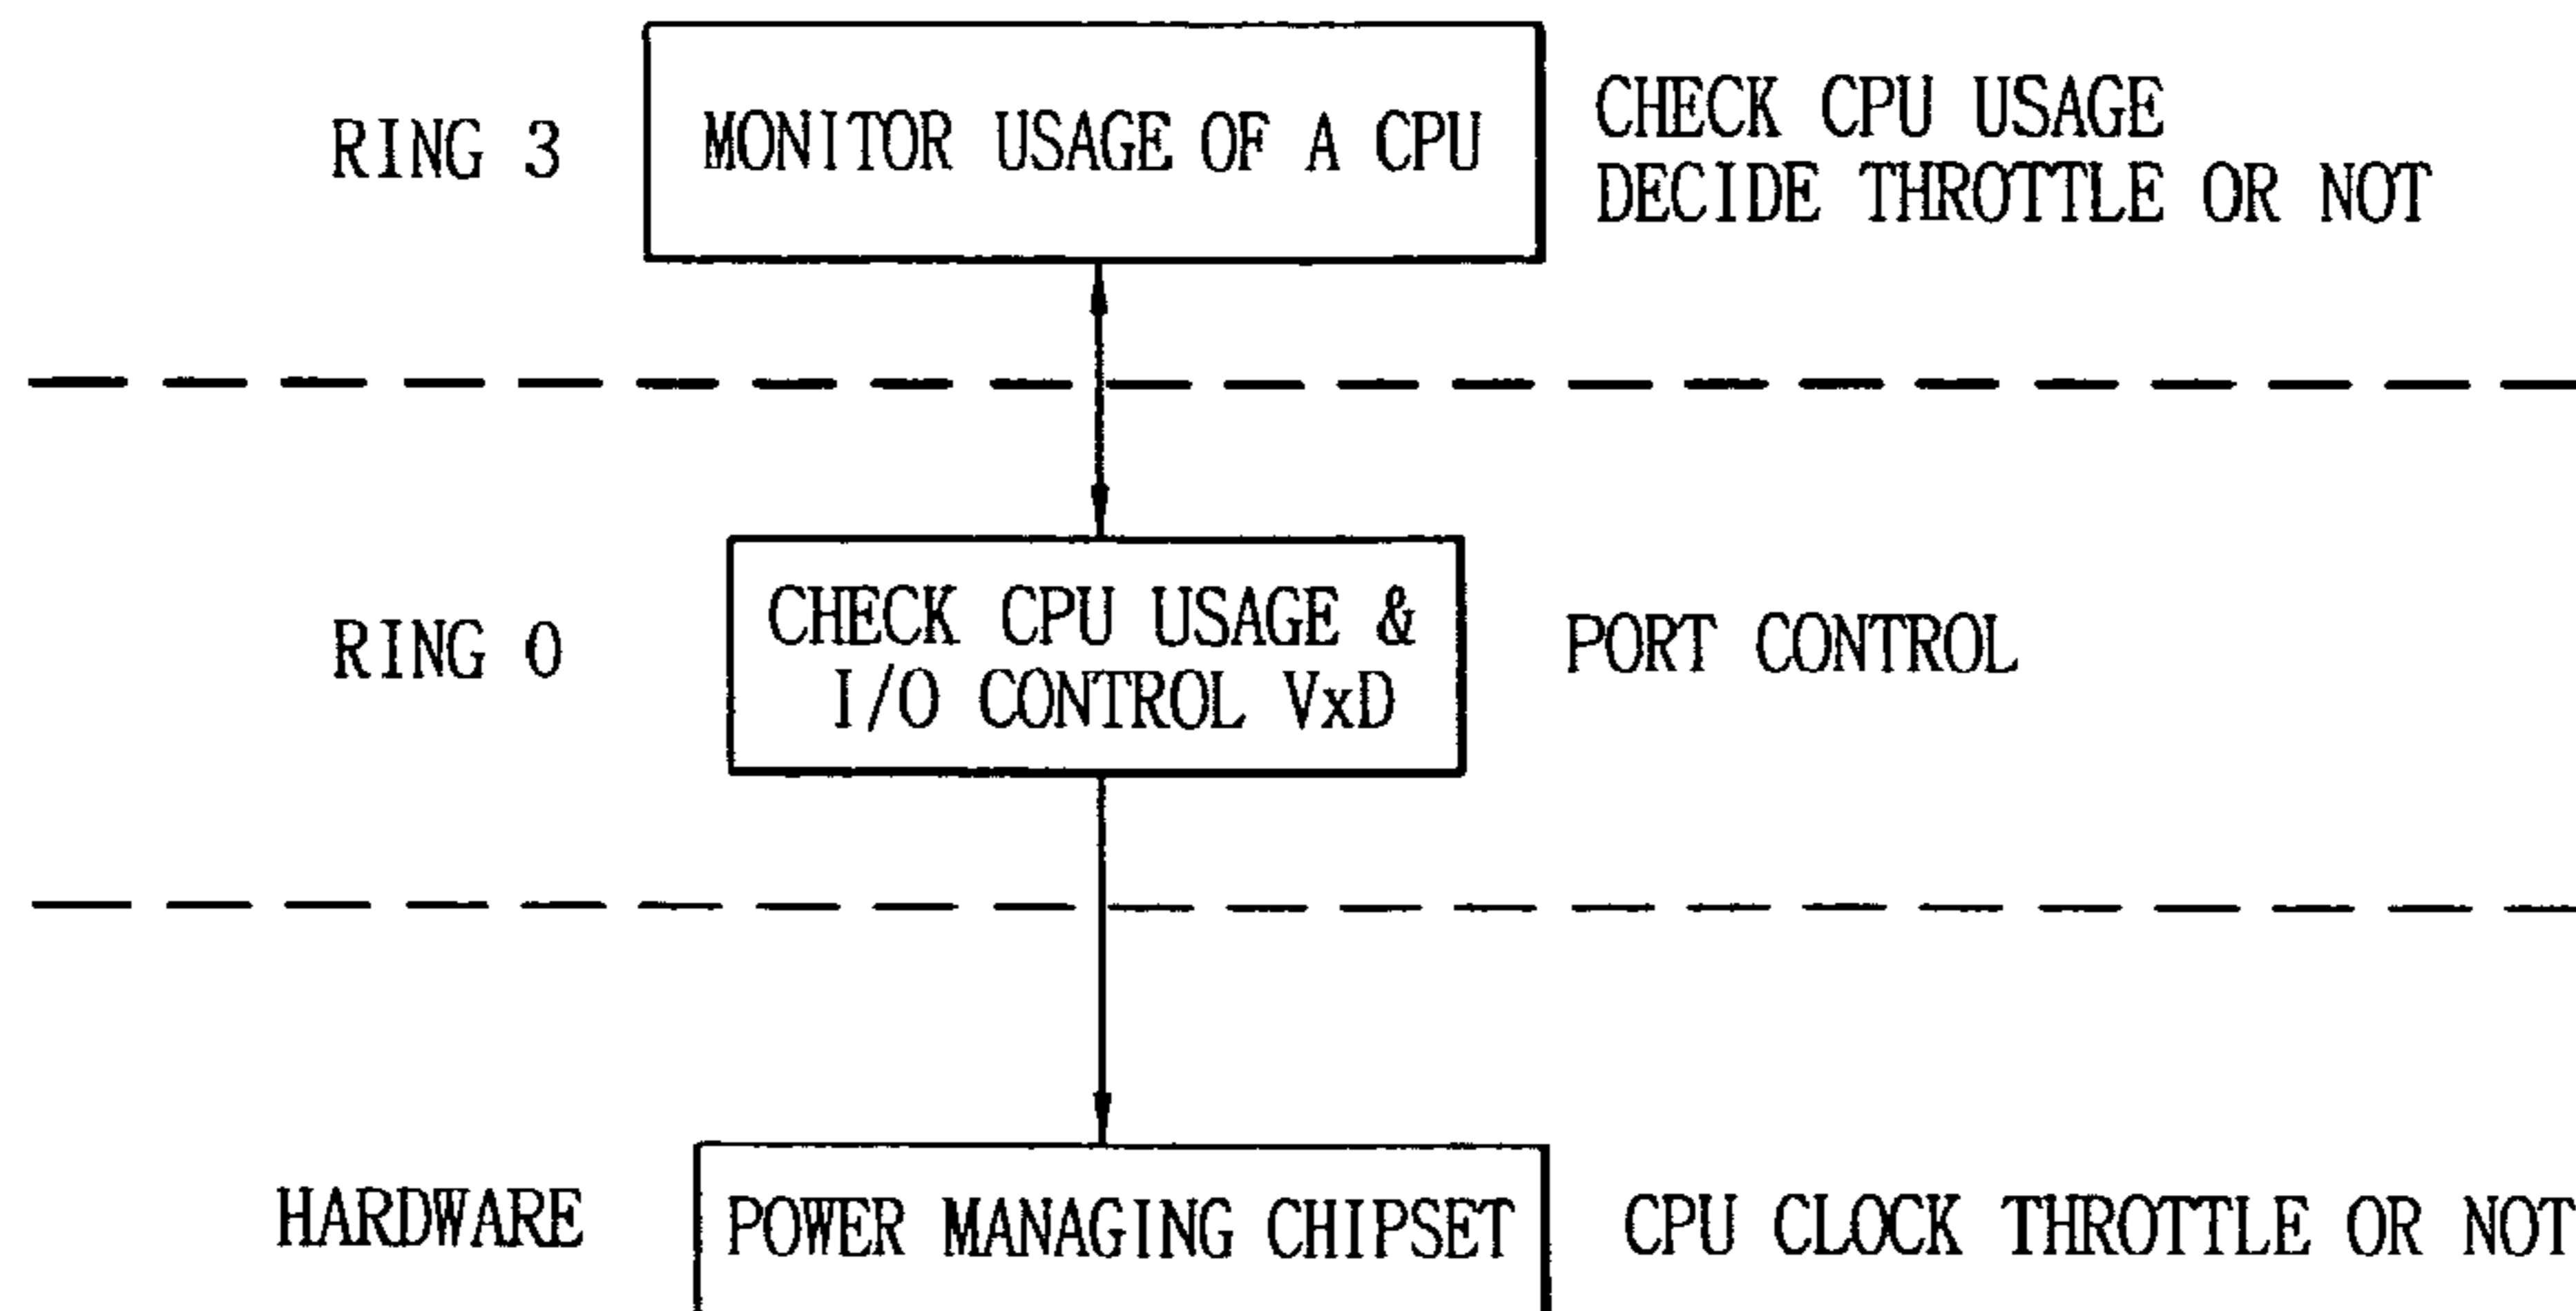 RING 3
MONITOR USAGE OF A CPU
CHECK CPU USAGE
DECIDE THROTTLE OR NOT
RING 0
CHECK CPU USAGE &
I/O CONTROL VxD
PORT CONTROL
HARDWARE
POWER MANAGING CHIPSET
CPU CLOCK THROTTLE OR NOT